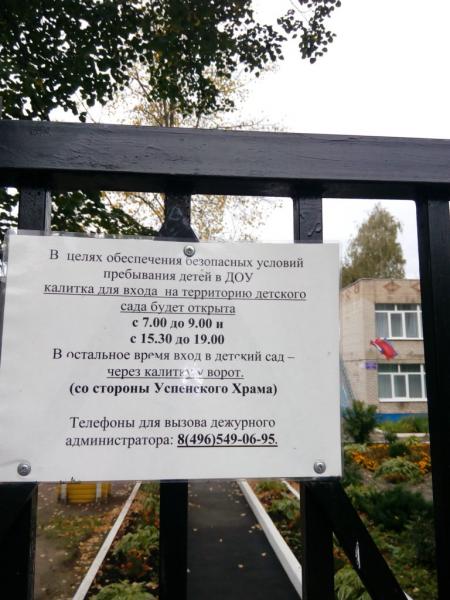 В целях обеспечения безопасных условий
пребывания детей в ДОУ
калитка для входа на территорию детского
сада будет открыта
с 7.00 до 9.00 и
с 15.30 до 19.00
В остальное время вход в детский сад –
через калитку у ворот.
(со стороны Успенского Храма)
Телефоны для вызова дежурного
администратора: 8(496)549-06-95.